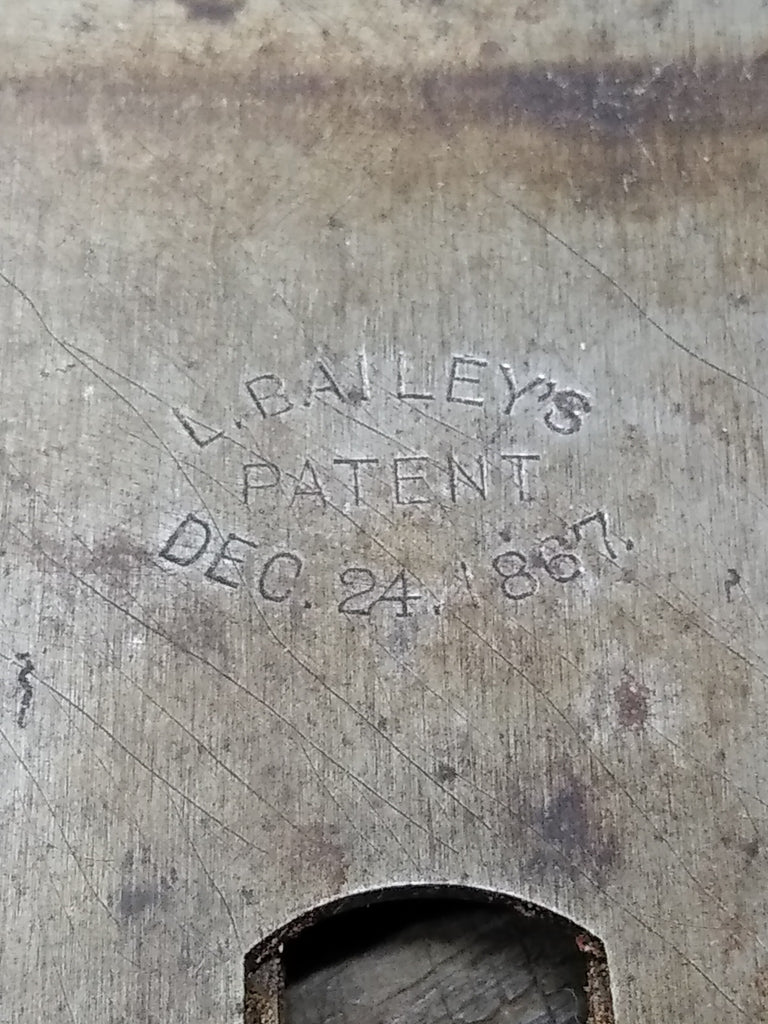 L. BAILEY'S
PATENT
DEC. 24. 1867.